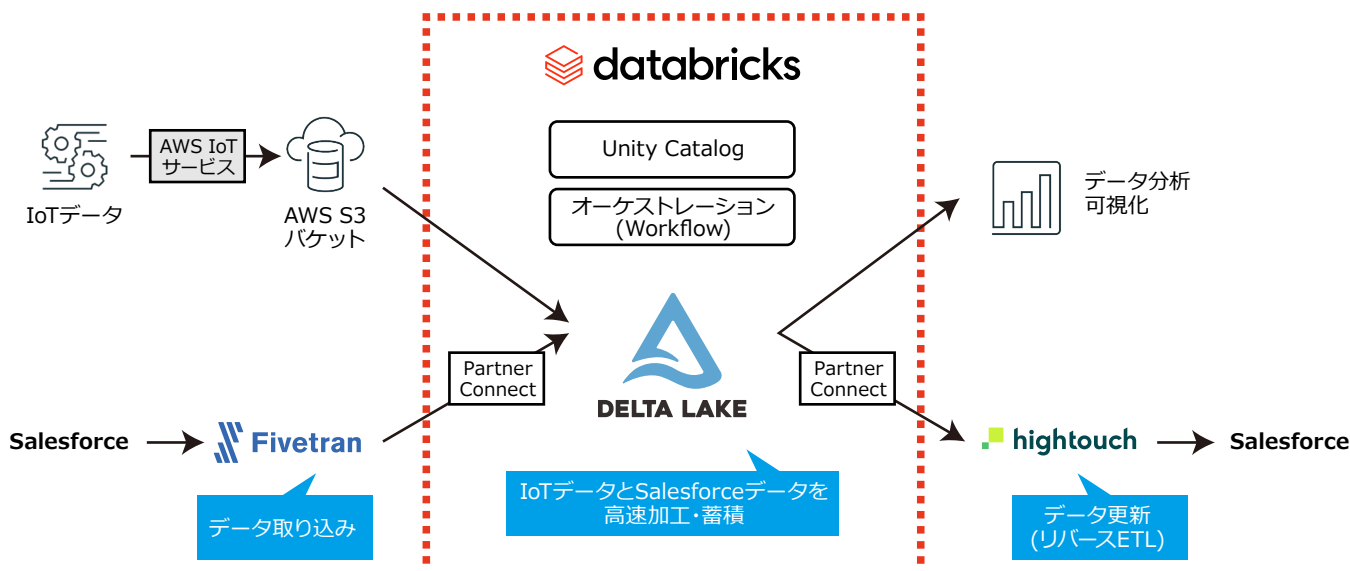 databricks
Unity Catalog
オーケストレーション
(Workflow)
IoTデータ
AWS IoT
サービス
AWS S3
バケット
データ分析
可視化
Partner
Connect
DELTA LAKE
Partner
Connect
Salesforce
Fivetran
hightouch
Salesforce
データ取り込み
IoTデータとSalesforceデータを
高速加工・蓄積
データ更新
(リバースETL)